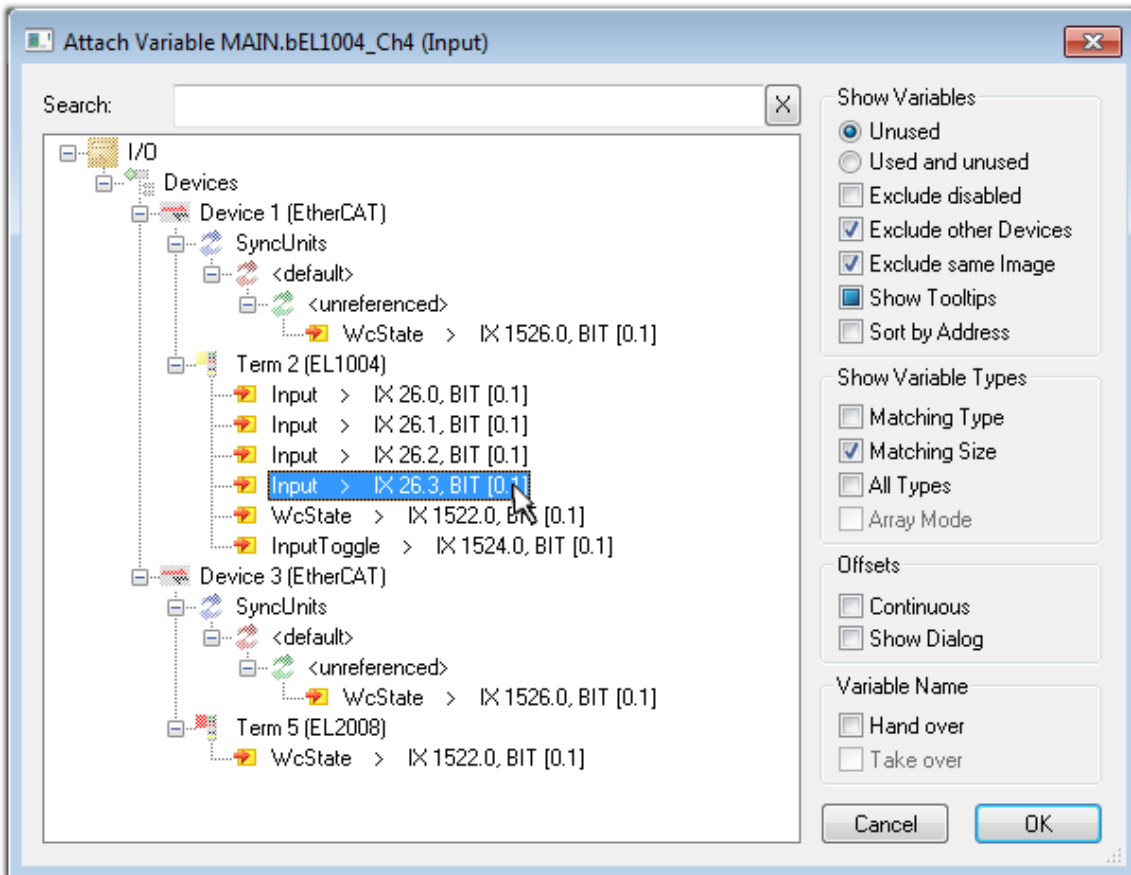 Attach Variable MAIN.bEL1004_Ch4 (Input)
Search:
X
I/O
Devices
Device 1 (EtherCAT)
SyncUnits
<default>
<unreferenced>
WcState > IX 1526.0, BIT [0.1]
Term 2 (EL1004)
Input > IX 26.0, BIT [0.1]
Input > IX 26.1, BIT [0.1]
Input > IX 26.2, BIT [0.1]
Input > IX 26.3, BIT [0.1]
WcState > IX 1522.0, BIT [0.1]
InputToggle > IX 1524.0, BIT [0.1]
Device 3 (EtherCAT)
SyncUnits
<default>
<unreferenced>
WcState > IX 1526.0, BIT [0.1]
Term 5 (EL2008)
WcState > IX 1522.0, BIT [0.1]
Show Variables
Unused
Used and unused
Exclude disabled
Exclude other Devices
Exclude same Image
Show Tooltips
Sort by Address
Show Variable Types
Matching Type
Matching Size
All Types
Array Mode
Offsets
Continuous
Show Dialog
Variable Name
Hand over
Take over
Cancel
OK